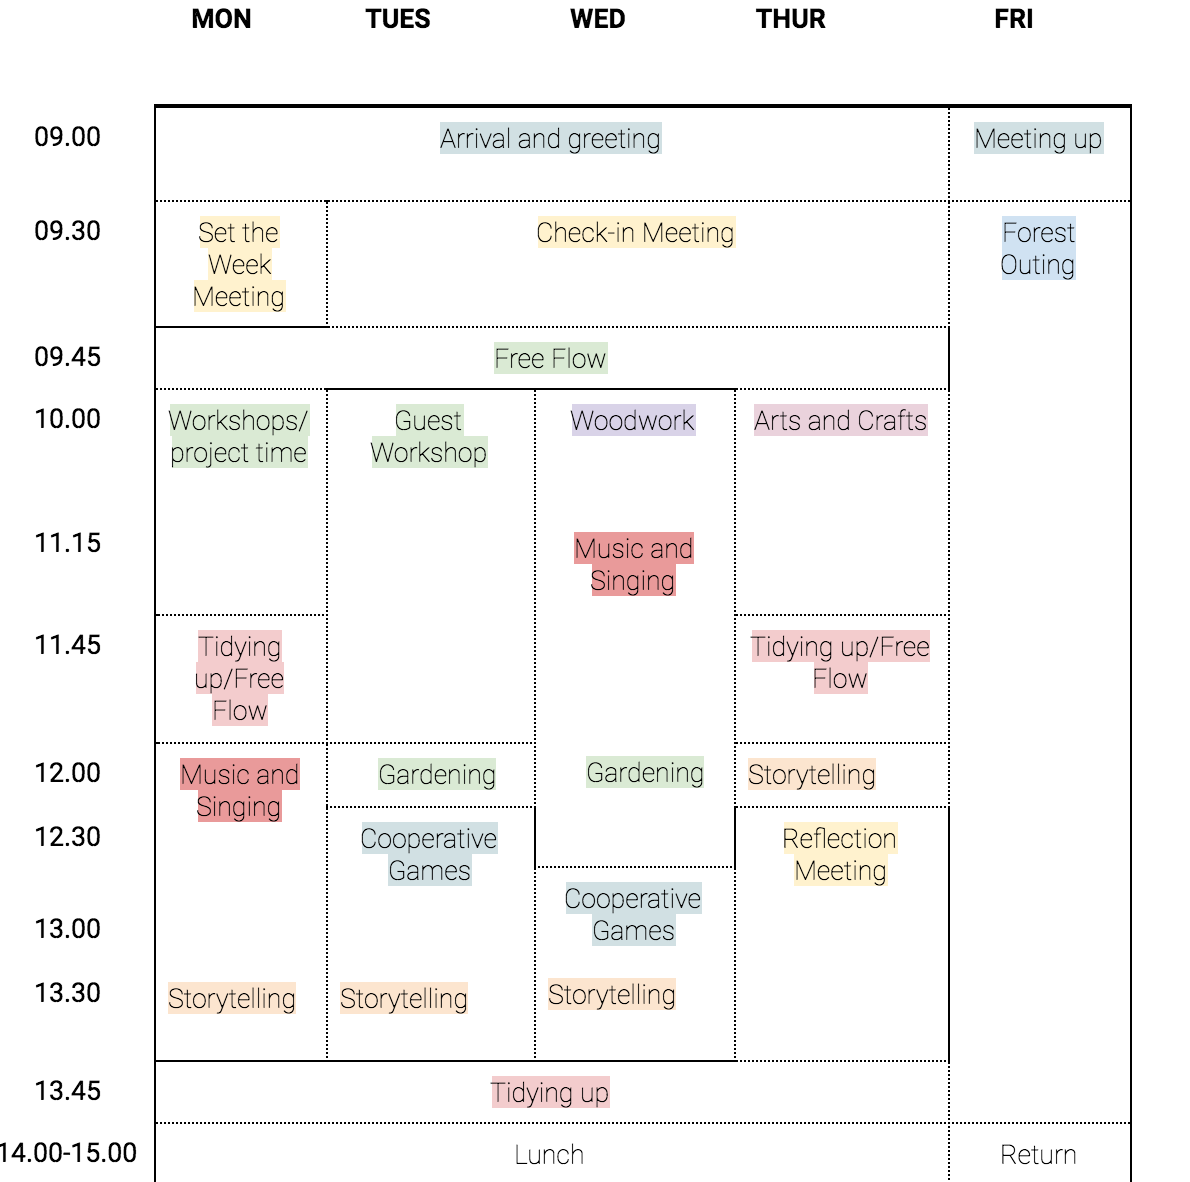 MON TUES WED THUR FRI
09.00 Arrival and greeting Meeting up
09.30 Set the Check-in Meeting Forest
Week Outing
Meeting
09.45 Free Flow
10.00 Workshops/ Guest Woodwork Arts and Crafts
project time Workshop
11.15 Music and
Singing
11.45 Tidying Tidying up/Free
up/Free Flow
Flow
12.00 Music and Gardening Gardening Storytelling
Singing
12.30 Cooperative Reflection
Games Meeting
Cooperative
13.00 Games
13.30 Storytelling Storytelling Storytelling
13.45 Tidying up
14.00-15.00 Lunch Return